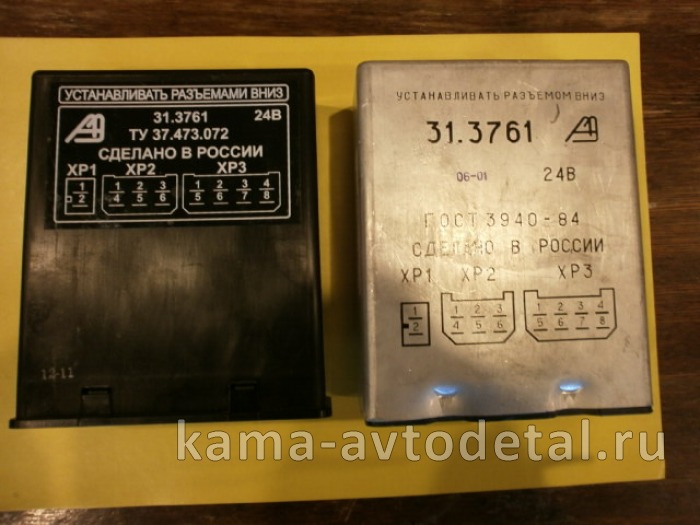 УСТАНАВЛИВАТЬ РАЗЪЕМАМИ ВНИЗ
31.3761 24В
ТУ 37.473.072
СДЕЛАНО В РОССИИ
ХР1 ХР2 ХР3
1 1 2 3 1 2 3 4
2 4 5 6 5 6 7 8
12-11
УСТАНАВЛИВАТЬ РАЗЪЕМОМ ВНИЗ
31.3761
06-01 24В
ГОСТ 3940-84
СДЕЛАНО В РОССИИ
ХР1 ХР2 ХР3
1 1 2 3 1 2 3 4
2 4 5 6 5 6 7 8
kama-avtodetal.ru